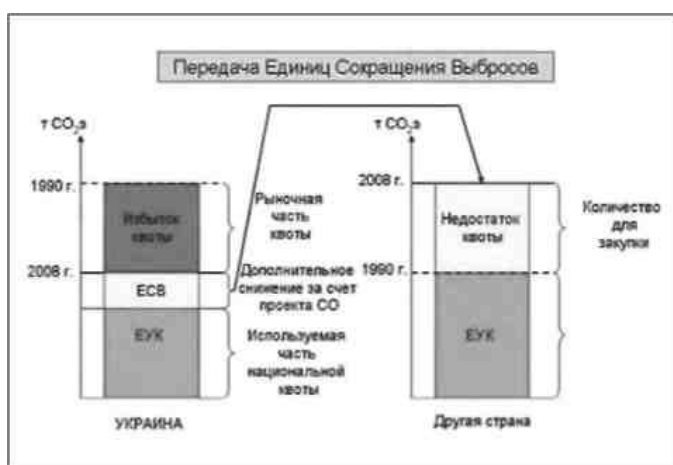 Передача Единиц Сокращения Выбросов
т CO₂э
1990 г.
Избыток
квоты
Рыночная
часть
квоты
2008 г.
ЕСВ
Дополнительное
снижение за счет
проекта СО
ЕУК
Используемая
часть
национальной
квоты
УКРАИНА
т CO₂э
2008 г.
Недостаток
квоты
Количество
для
закупки
1990 г.
ЕУК
Другая страна